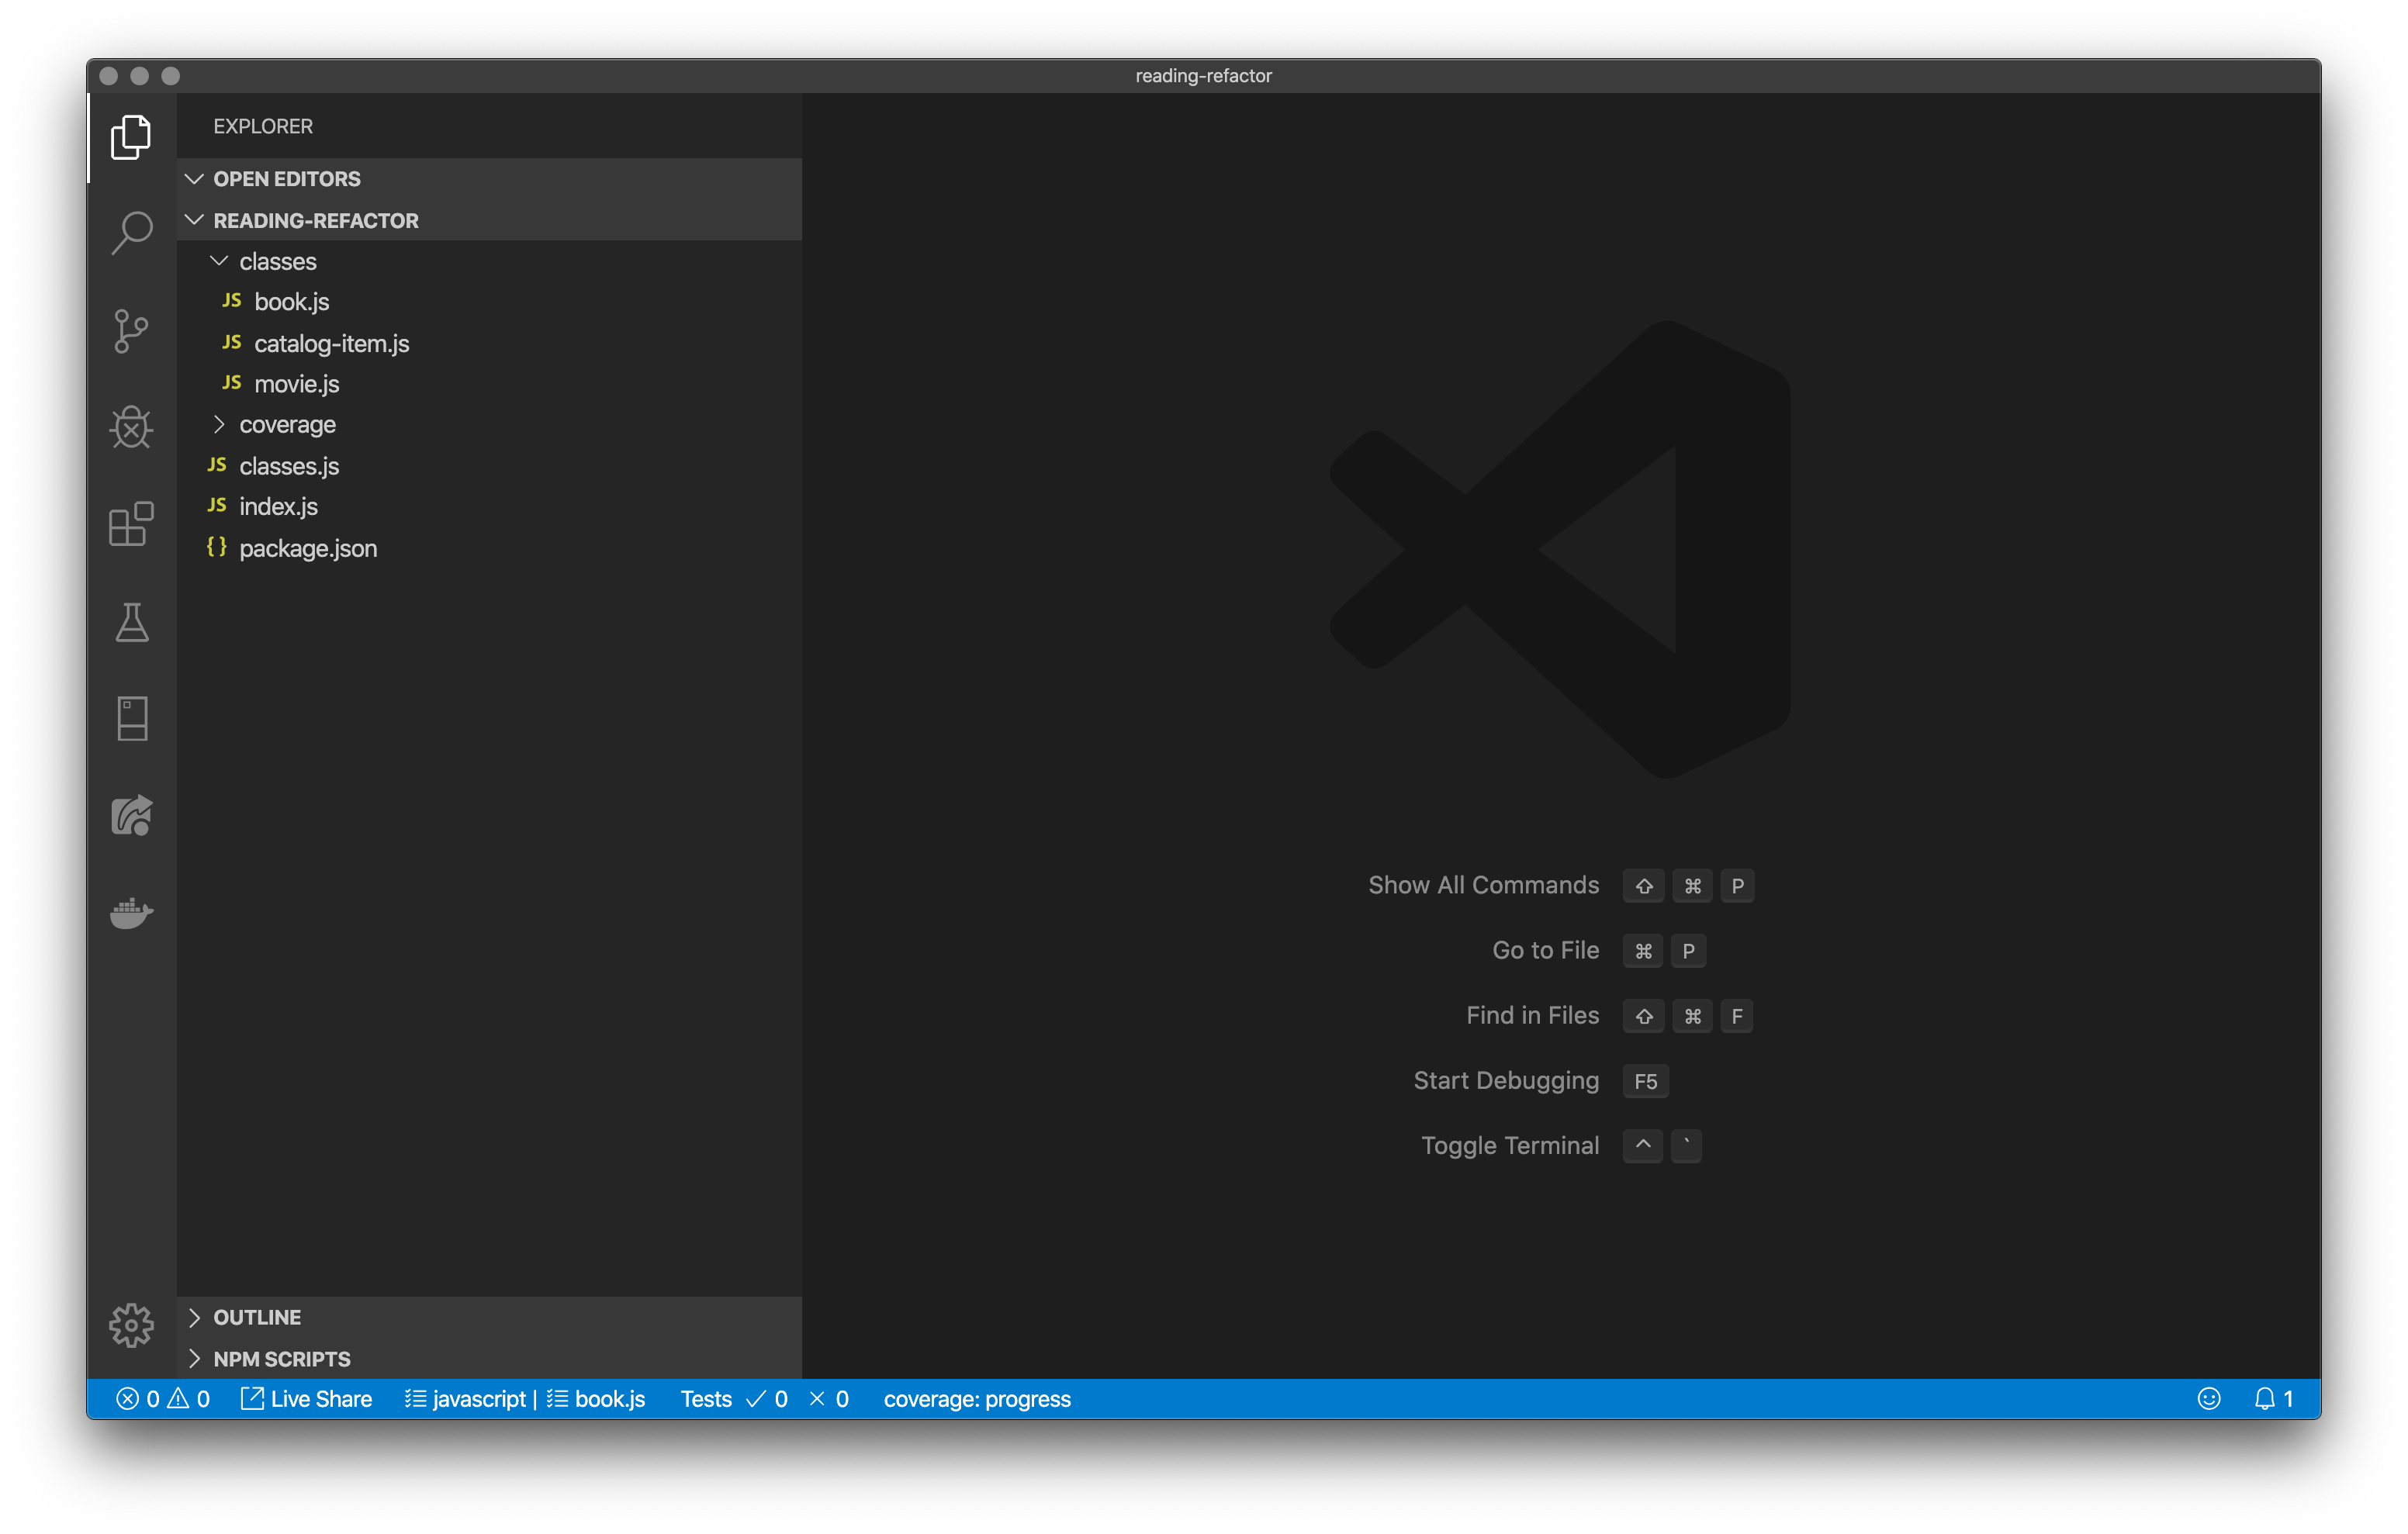 reading-refactor
EXPLORER
OPEN EDITORS
READING-REFACTOR
classes
JS book.js
JS catalog-item.js
JS movie.js
coverage
JS classes.js
JS index.js
{} package.json
OUTLINE
NPM SCRIPTS
Show All Commands ⇧ ⌘ P
Go to File ⌘ P
Find in Files ⇧ ⌘ F
Start Debugging F5
Toggle Terminal ^ `
0 0 Live Share javascript | book.js Tests ✓ 0 × 0 coverage: progress 1